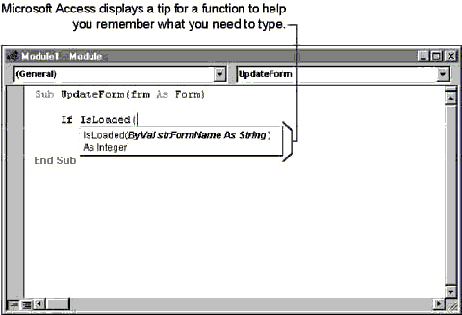 Microsoft Access displays a tip for a function to help
you remember what you need to type.
Module1 : Module
(General)
UpdateForm
Sub UpdateForm(frm As Form)
If IsLoaded(
IsLoaded(ByVal strFormName As String)
As Integer
End Sub